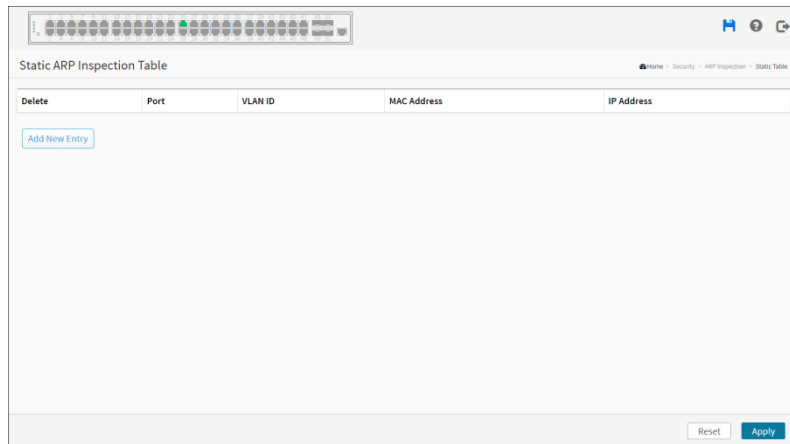 Static ARP Inspection Table
Home > Security > ARP Inspection > Static Table
Delete Port VLAN ID MAC Address IP Address
Add New Entry
Reset Apply